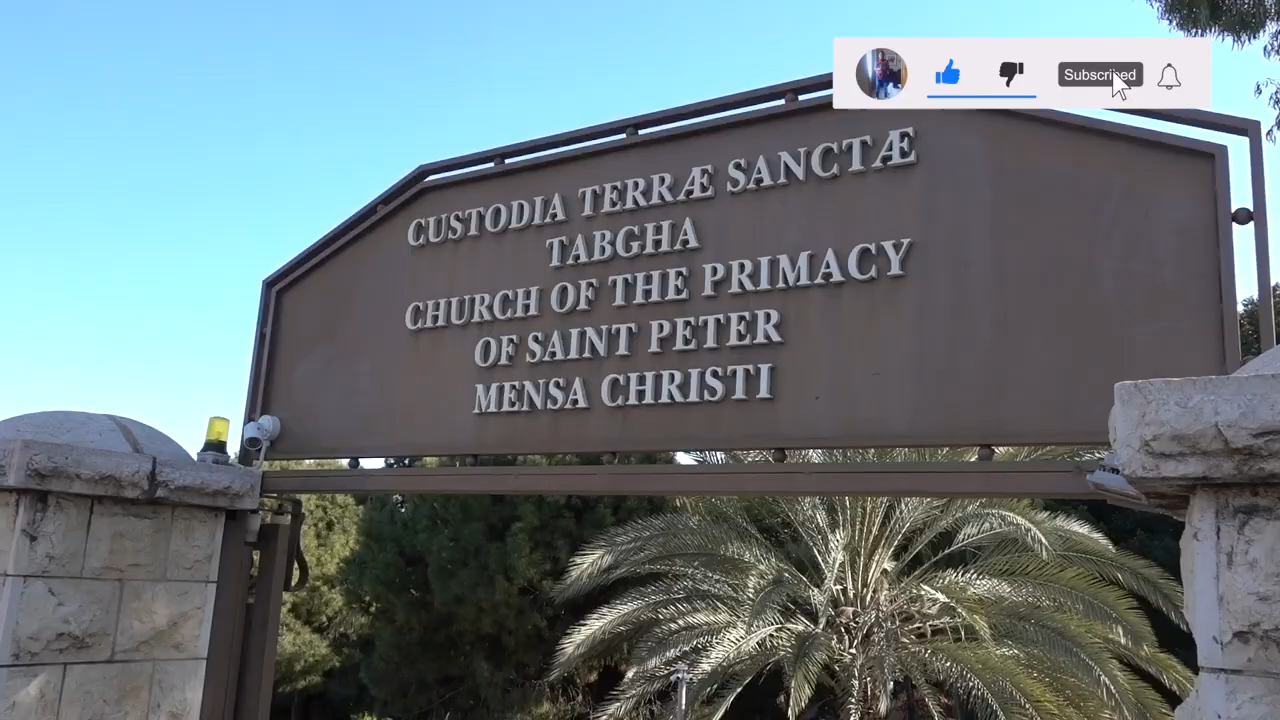 Subscribed
CUSTODIA TERRÆ SANCTÆ
TABGHA
CHURCH OF THE PRIMACY
OF SAINT PETER
MENSA CHRISTI